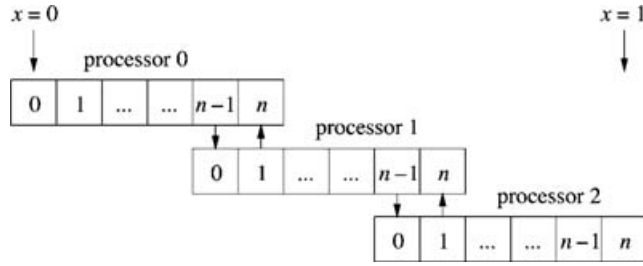 x = 0 x = 1
processor 0
0 1 ... ... n – 1 n
processor 1
0 1 ... ... n – 1 n
processor 2
0 1 ... ... n – 1 n